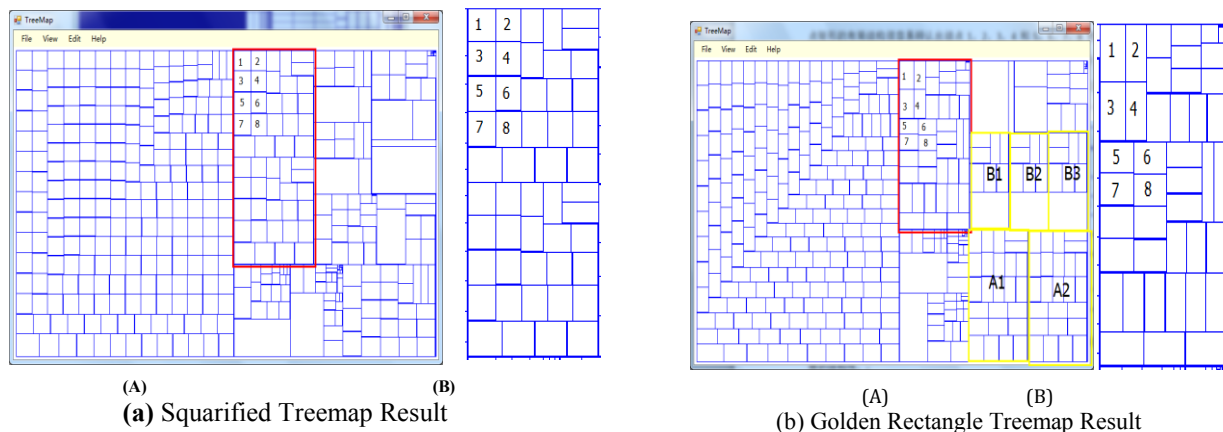 TreeMap
File View Edit Help
1 2
3 4
5 6
7 8
1 2
3 4
5 6
7 8
(A) (B)
(a) Squarified Treemap Result
TreeMap
File View Edit Help
1 2
3 4
5 6
7 8
B1 B2 B3
A1 A2
1 2
3 4
5 6
7 8
(A) (B)
(b) Golden Rectangle Treemap Result